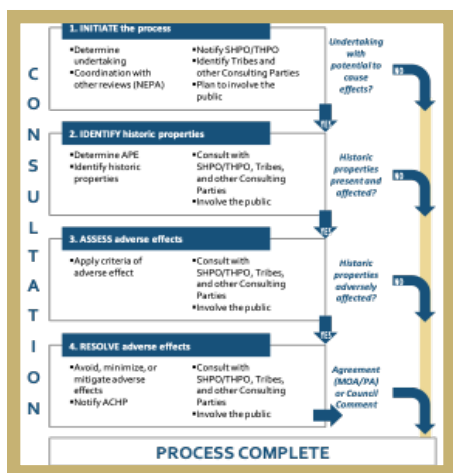 CONSULTATION
1. INITIATE the process
▪Determine
undertaking
▪Coordination with
other reviews (NEPA)
▪Notify SHPO/THPO
▪Identify Tribes and
other Consulting Parties
▪Plan to involve the
public
Undertaking
with
potential to
cause
effects?
NO
YES
2. IDENTIFY historic properties
▪Determine APE
▪Identify historic
properties
▪Consult with
SHPO/THPO, Tribes,
and other Consulting
Parties
▪Involve the public
Historic
properties
present and
affected?
NO
YES
3. ASSESS adverse effects
▪Apply criteria of
adverse effect
▪Consult with
SHPO/THPO, Tribes,
and other Consulting
Parties
▪Involve the public
Historic
properties
adversely
affected?
NO
YES
4. RESOLVE adverse effects
▪Avoid, minimize, or
mitigate adverse
effects
▪Notify ACHP
▪Consult with
SHPO/THPO, Tribes,
and other Consulting
Parties
▪Involve the public
Agreement
(MOA/PA)
or Council
Comment
PROCESS COMPLETE